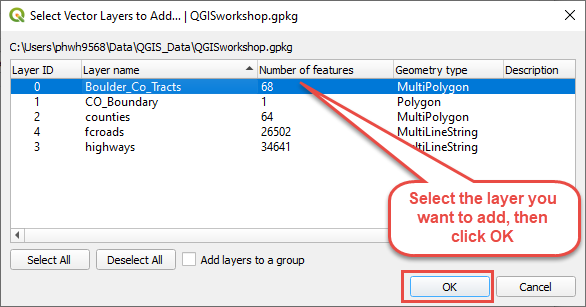 Select Vector Layers to Add... | QGISworkshop.gpkg
C:\Users\phwh9568\Data\QGIS_Data\QGISworkshop.gpkg
Layer ID Layer name Number of features Geometry type Description
0 Boulder_Co_Tracts 68 MultiPolygon
1 CO_Boundary 1 Polygon
2 counties 64 MultiPolygon
4 fcroads 26502 MultiLineString
3 highways 34641 MultiLineString
Select the layer you
want to add, then
click OK
Select All Deselect All Add layers to a group
OK Cancel